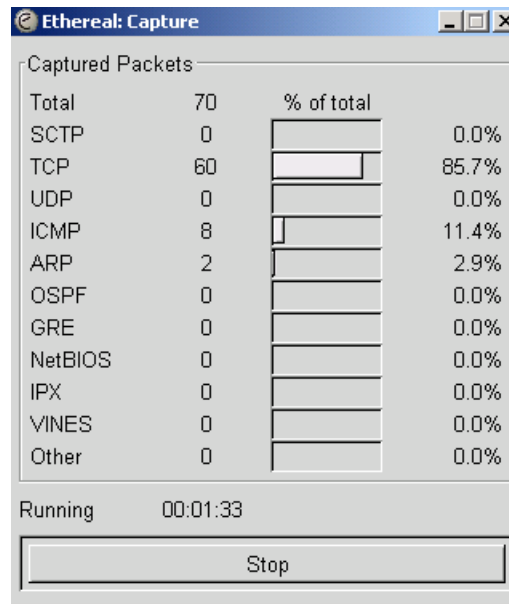 Ethereal: Capture
Captured Packets
Total 70 % of total
SCTP 0 0.0%
TCP 60 85.7%
UDP 0 0.0%
ICMP 8 11.4%
ARP 2 2.9%
OSPF 0 0.0%
GRE 0 0.0%
NetBIOS 0 0.0%
IPX 0 0.0%
VINES 0 0.0%
Other 0 0.0%
Running 00:01:33
Stop